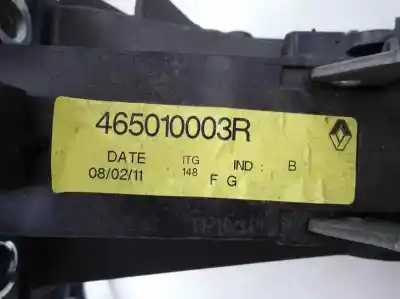 465010003R
DATE ITG IND : B
08/02/11 148 F G